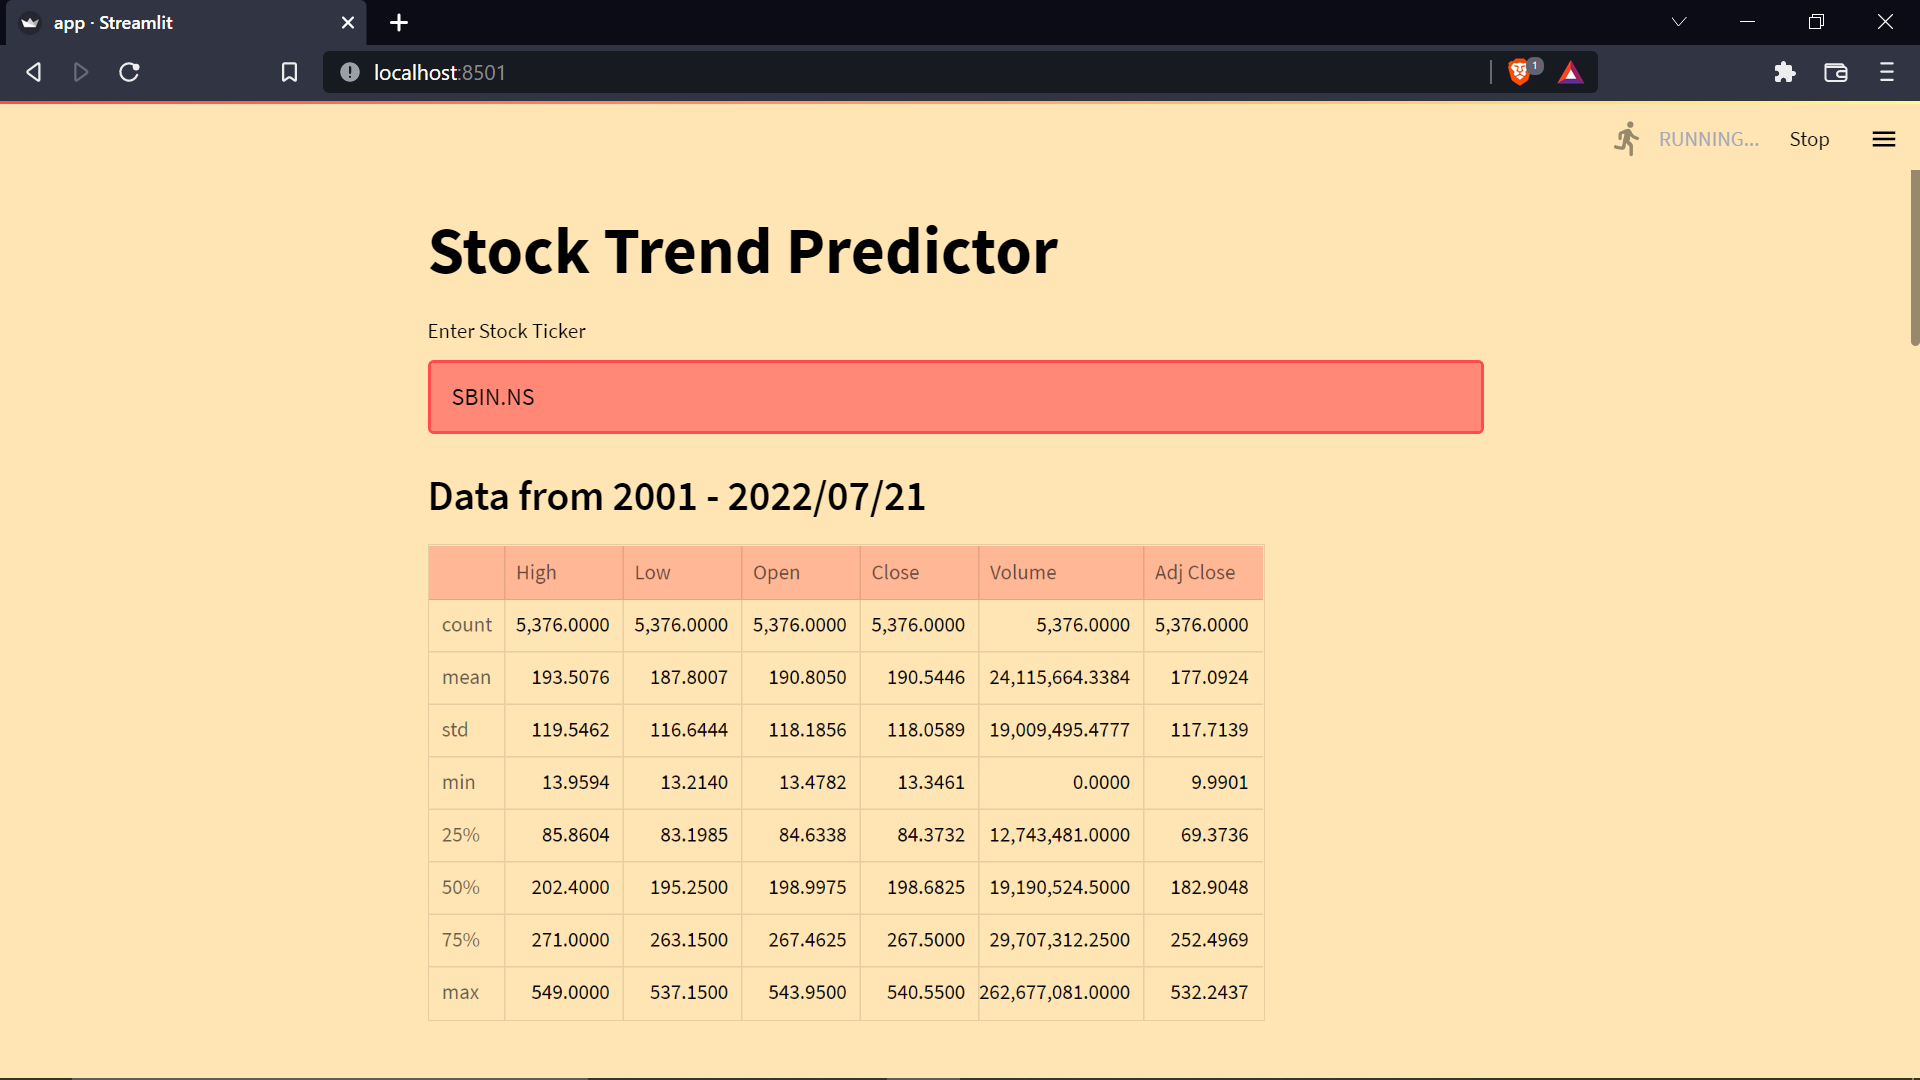 app · Streamlit
localhost:8501
1
RUNNING...
Stop
Stock Trend Predictor
Enter Stock Ticker
SBIN.NS
Data from 2001 - 2022/07/21
High Low Open Close Volume Adj Close
count 5,376.0000 5,376.0000 5,376.0000 5,376.0000 5,376.0000 5,376.0000
mean 193.5076 187.8007 190.8050 190.5446 24,115,664.3384 177.0924
std 119.5462 116.6444 118.1856 118.0589 19,009,495.4777 117.7139
min 13.9594 13.2140 13.4782 13.3461 0.0000 9.9901
25% 85.8604 83.1985 84.6338 84.3732 12,743,481.0000 69.3736
50% 202.4000 195.2500 198.9975 198.6825 19,190,524.5000 182.9048
75% 271.0000 263.1500 267.4625 267.5000 29,707,312.2500 252.4969
max 549.0000 537.1500 543.9500 540.5500 262,677,081.0000 532.2437